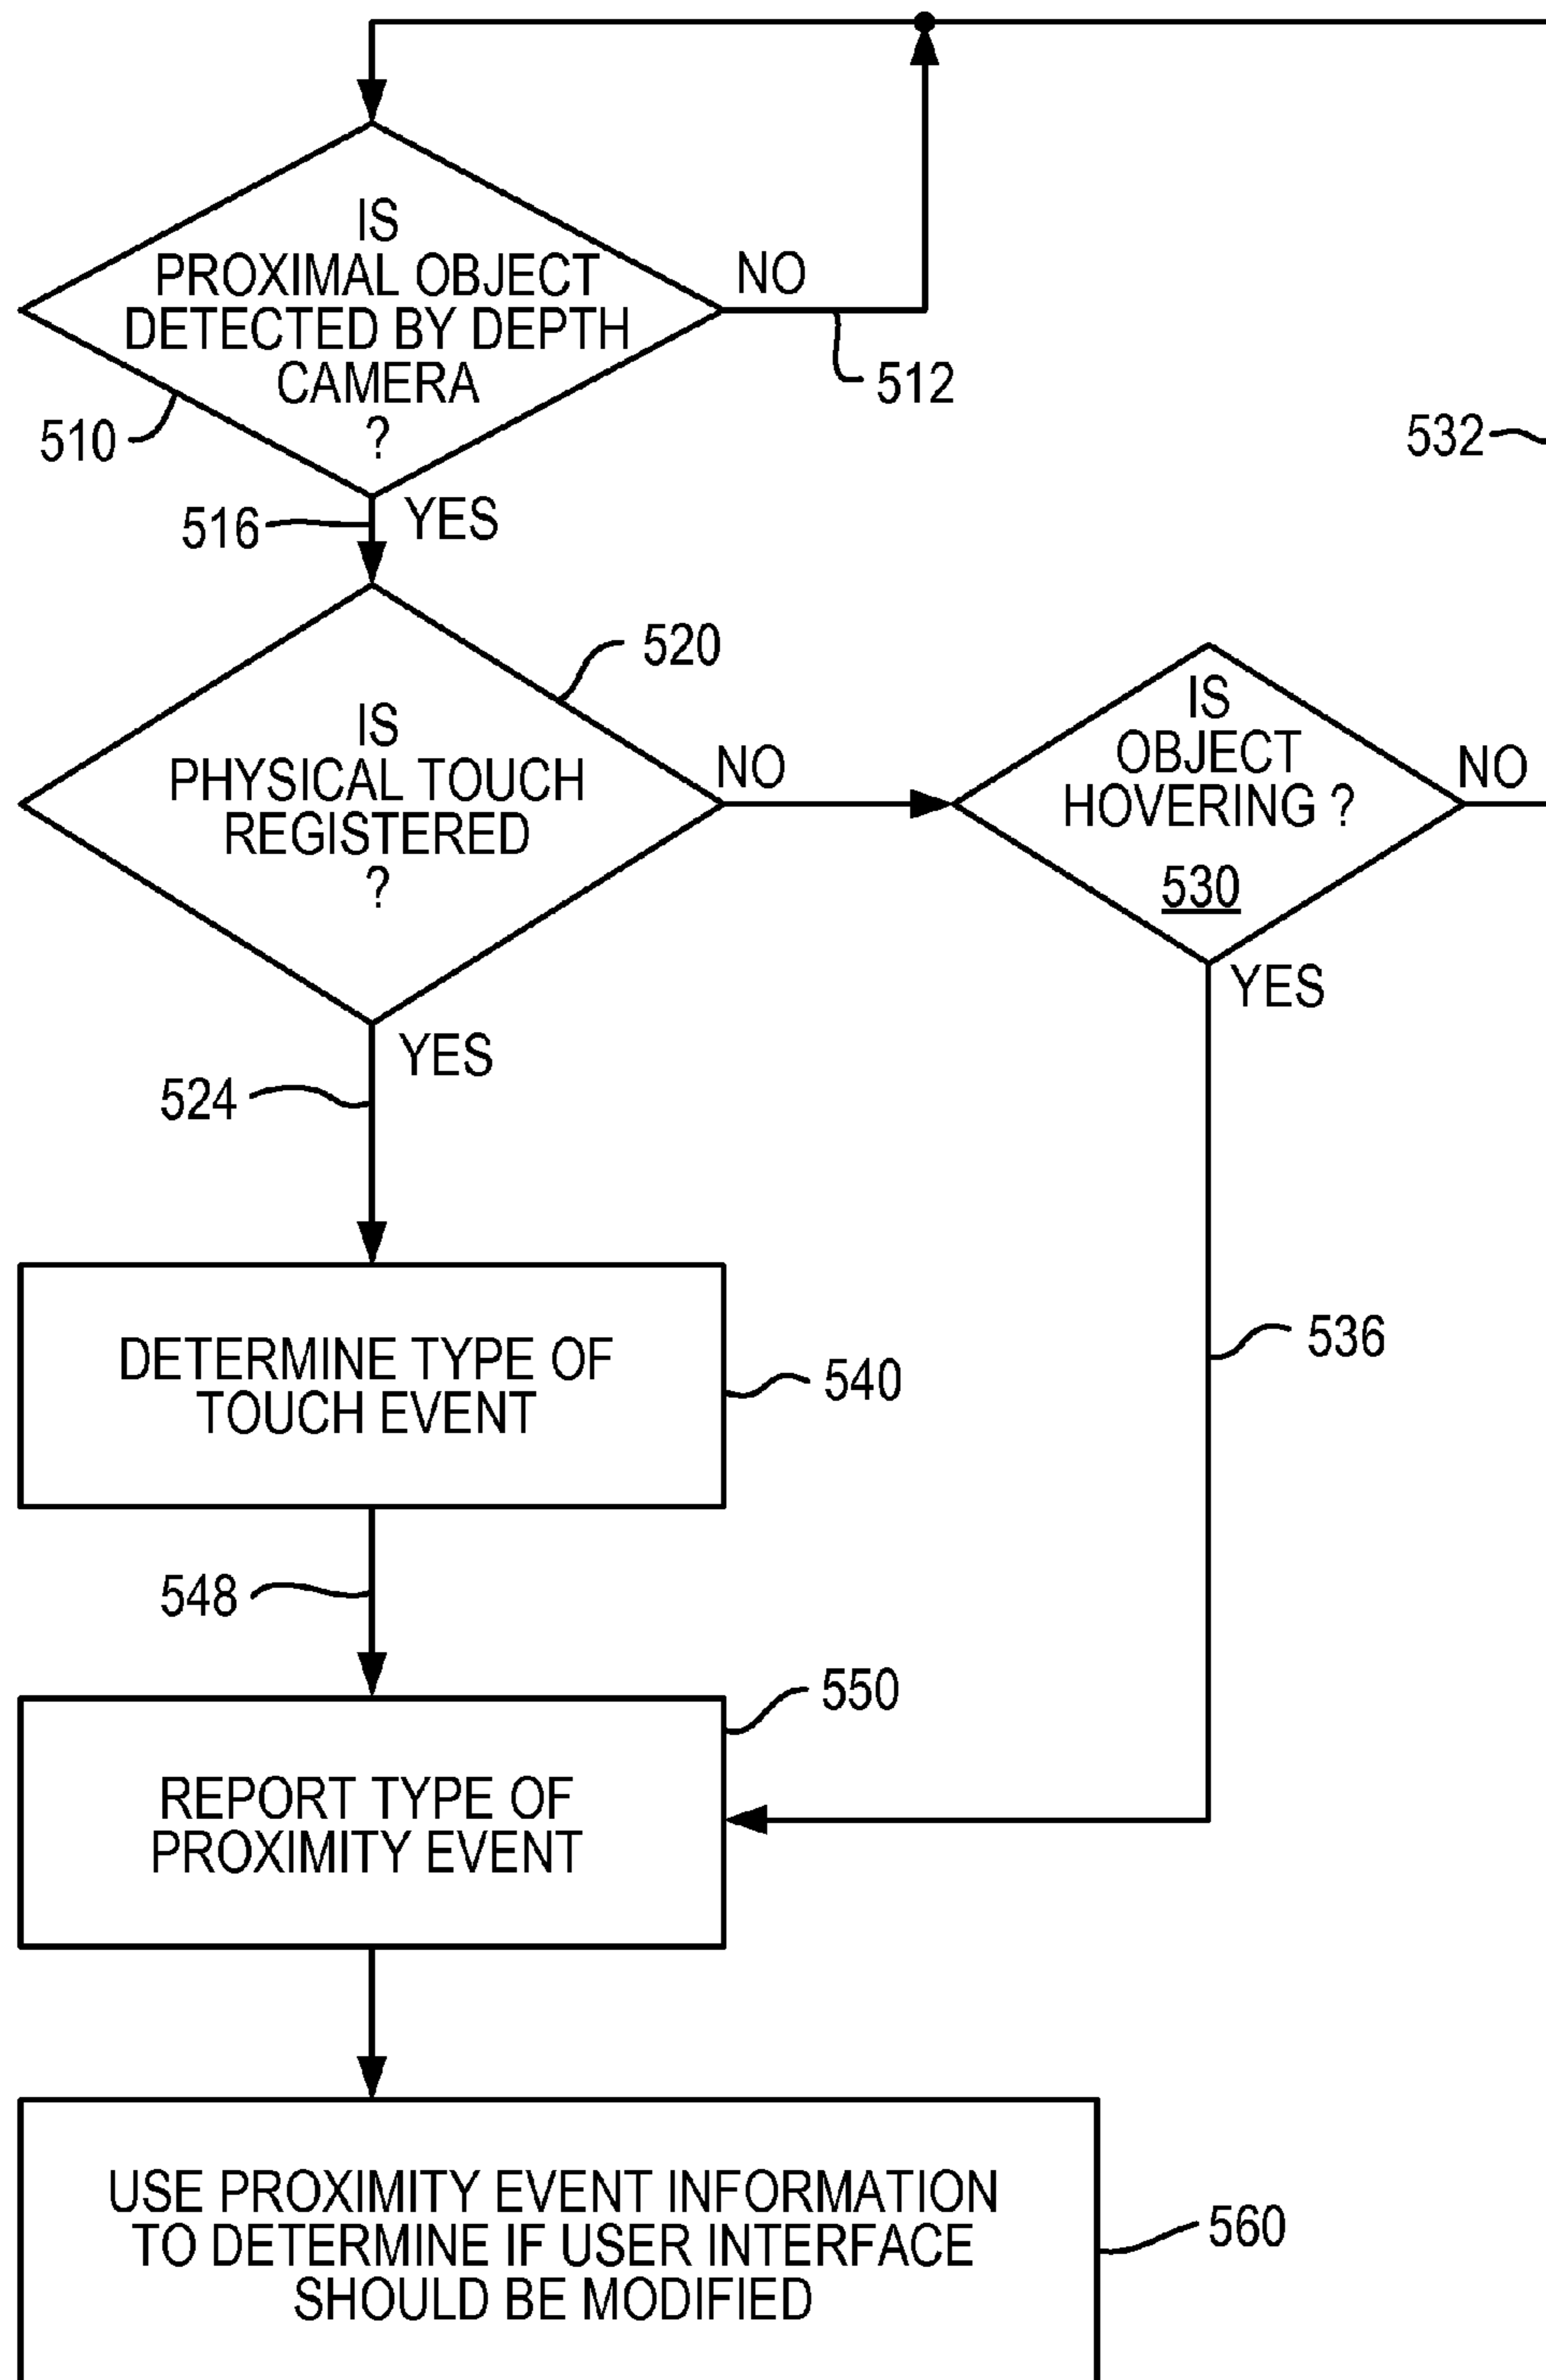 IS
PROXIMAL OBJECT
DETECTED BY DEPTH
CAMERA
?
NO
512
510
532
516
YES
520
IS
PHYSICAL TOUCH
REGISTERED
?
NO
IS
OBJECT
HOVERING ?
530
NO
YES
YES
524
536
DETERMINE TYPE OF
TOUCH EVENT
540
548
550
REPORT TYPE OF
PROXIMITY EVENT
USE PROXIMITY EVENT INFORMATION
TO DETERMINE IF USER INTERFACE
SHOULD BE MODIFIED
560